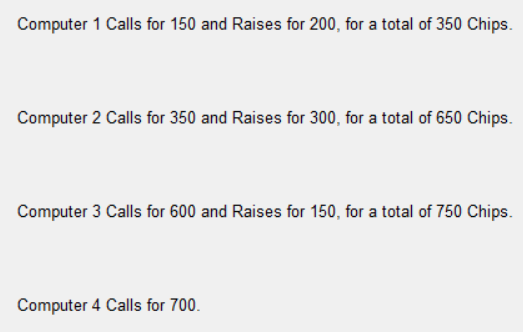 Computer 1 Calls for 150 and Raises for 200, for a total of 350 Chips.
Computer 2 Calls for 350 and Raises for 300, for a total of 650 Chips.
Computer 3 Calls for 600 and Raises for 150, for a total of 750 Chips.
Computer 4 Calls for 700.